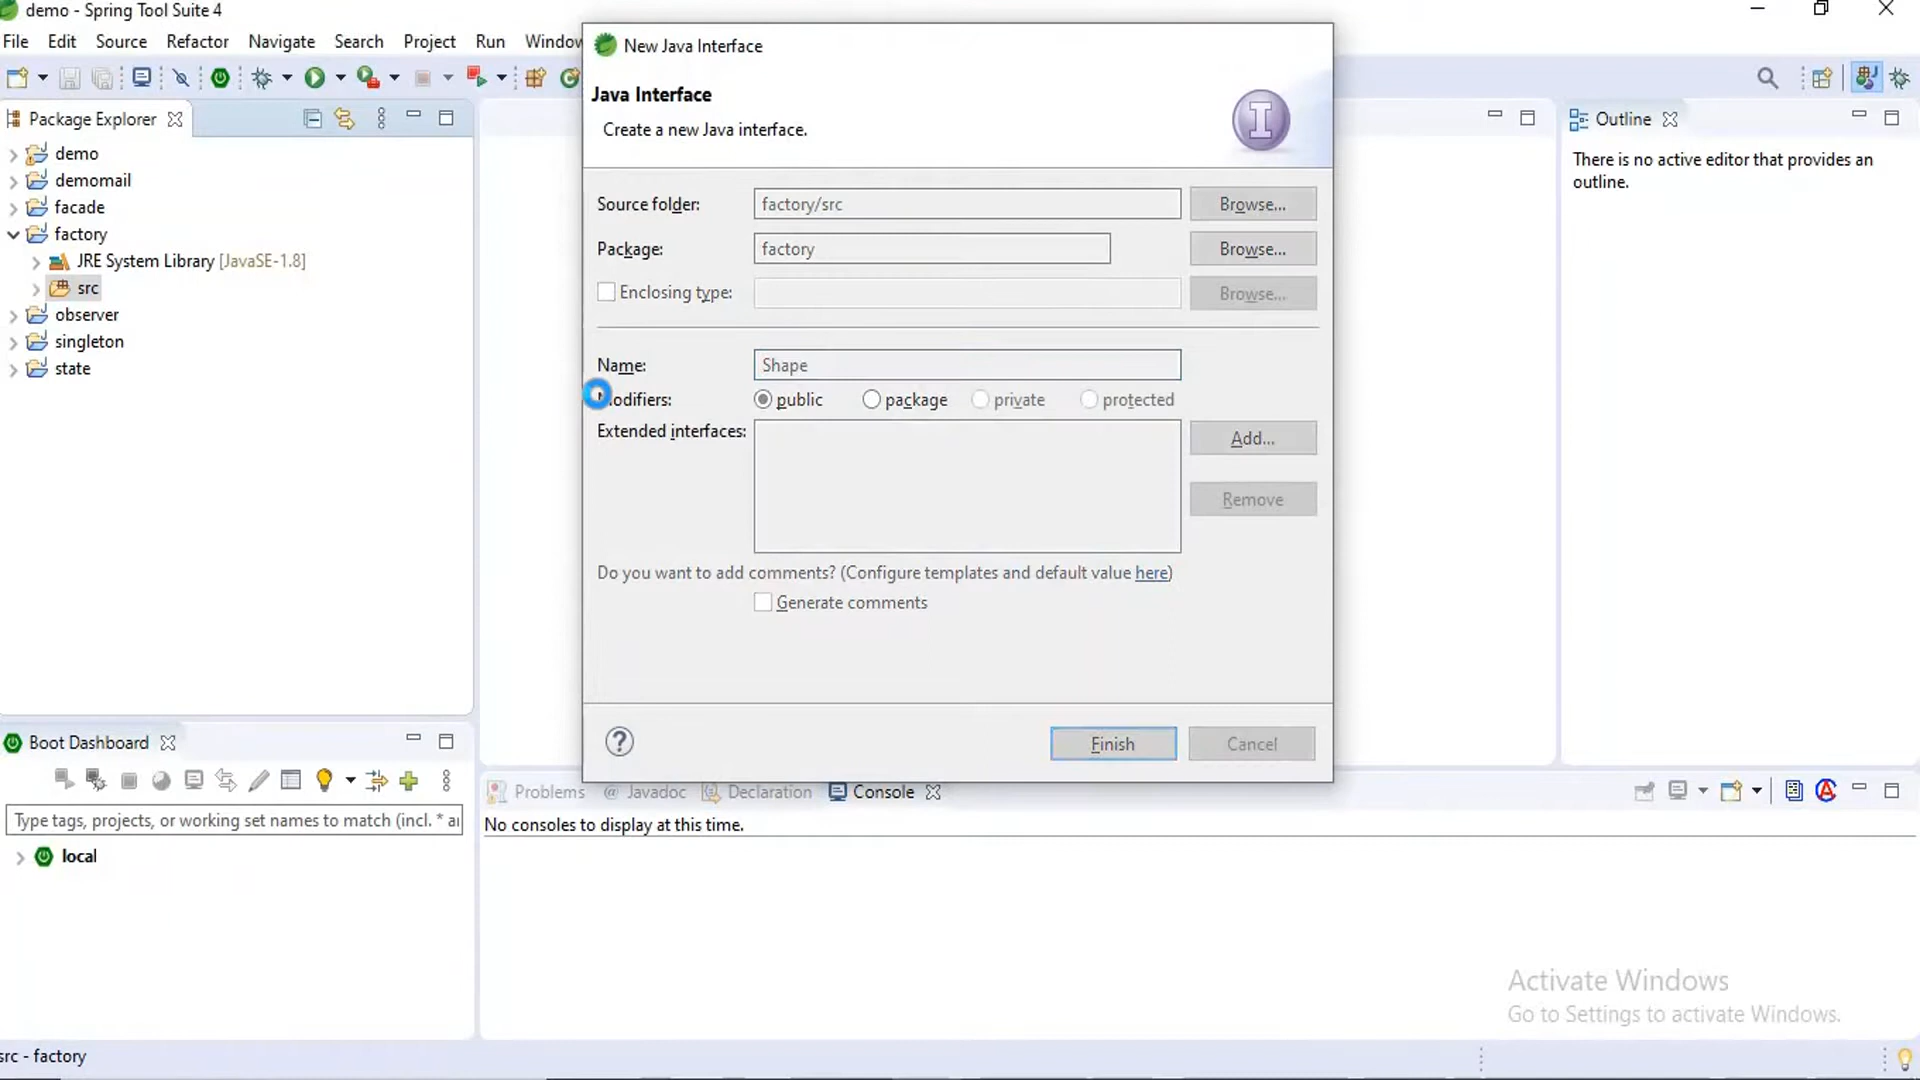 demo - Spring Tool Suite 4
File Edit Source Refactor Navigate Search Project Run Window
Package Explorer
demo
demomail
facade
factory
JRE System Library [JavaSE-1.8]
src
observer
singleton
state
New Java Interface
Java Interface
Create a new Java interface.
Source folder: factory/src Browse...
Package: factory Browse...
Enclosing type: Browse...
Name: Shape
Modifiers: public package private protected
Extended interfaces: Add...
Remove
Do you want to add comments? (Configure templates and default value here)
Generate comments
Finish Cancel
Outline
There is no active editor that provides an
outline.
Boot Dashboard
Type tags, projects, or working set names to match (incl. *
local
Problems @ Javadoc Declaration Console
No consoles to display at this time.
Activate Windows
Go to Settings to activate Windows.
src - factory